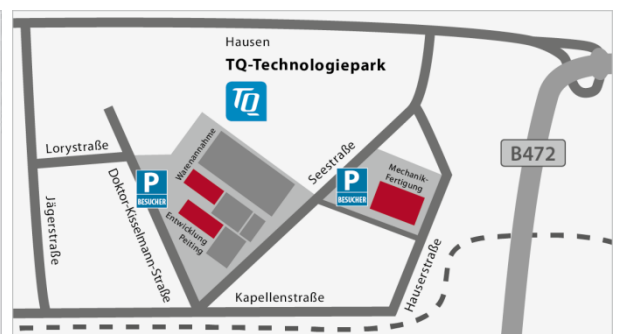 Hausen
TQ-Technologiepark
TQ
B472
Lorystraße
Warenannahme
Seestraße
Mechanik-
Fertigung
P
BESUCHER
P
BESUCHER
Jägerstraße
Doktor-Kisselmann-Straße
Entwicklung
Peiting
Hauserstraße
Kapellenstraße